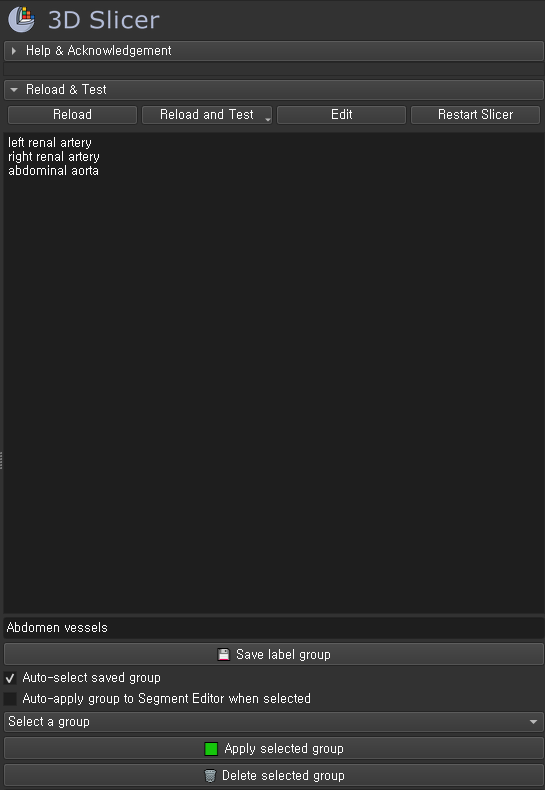 3D Slicer
Help & Acknowledgement
Reload & Test
Reload
Reload and Test
Edit
Restart Slicer
left renal artery
right renal artery
abdominal aorta
Abdomen vessels
Save label group
Auto-select saved group
Auto-apply group to Segment Editor when selected
Select a group
Apply selected group
Delete selected group